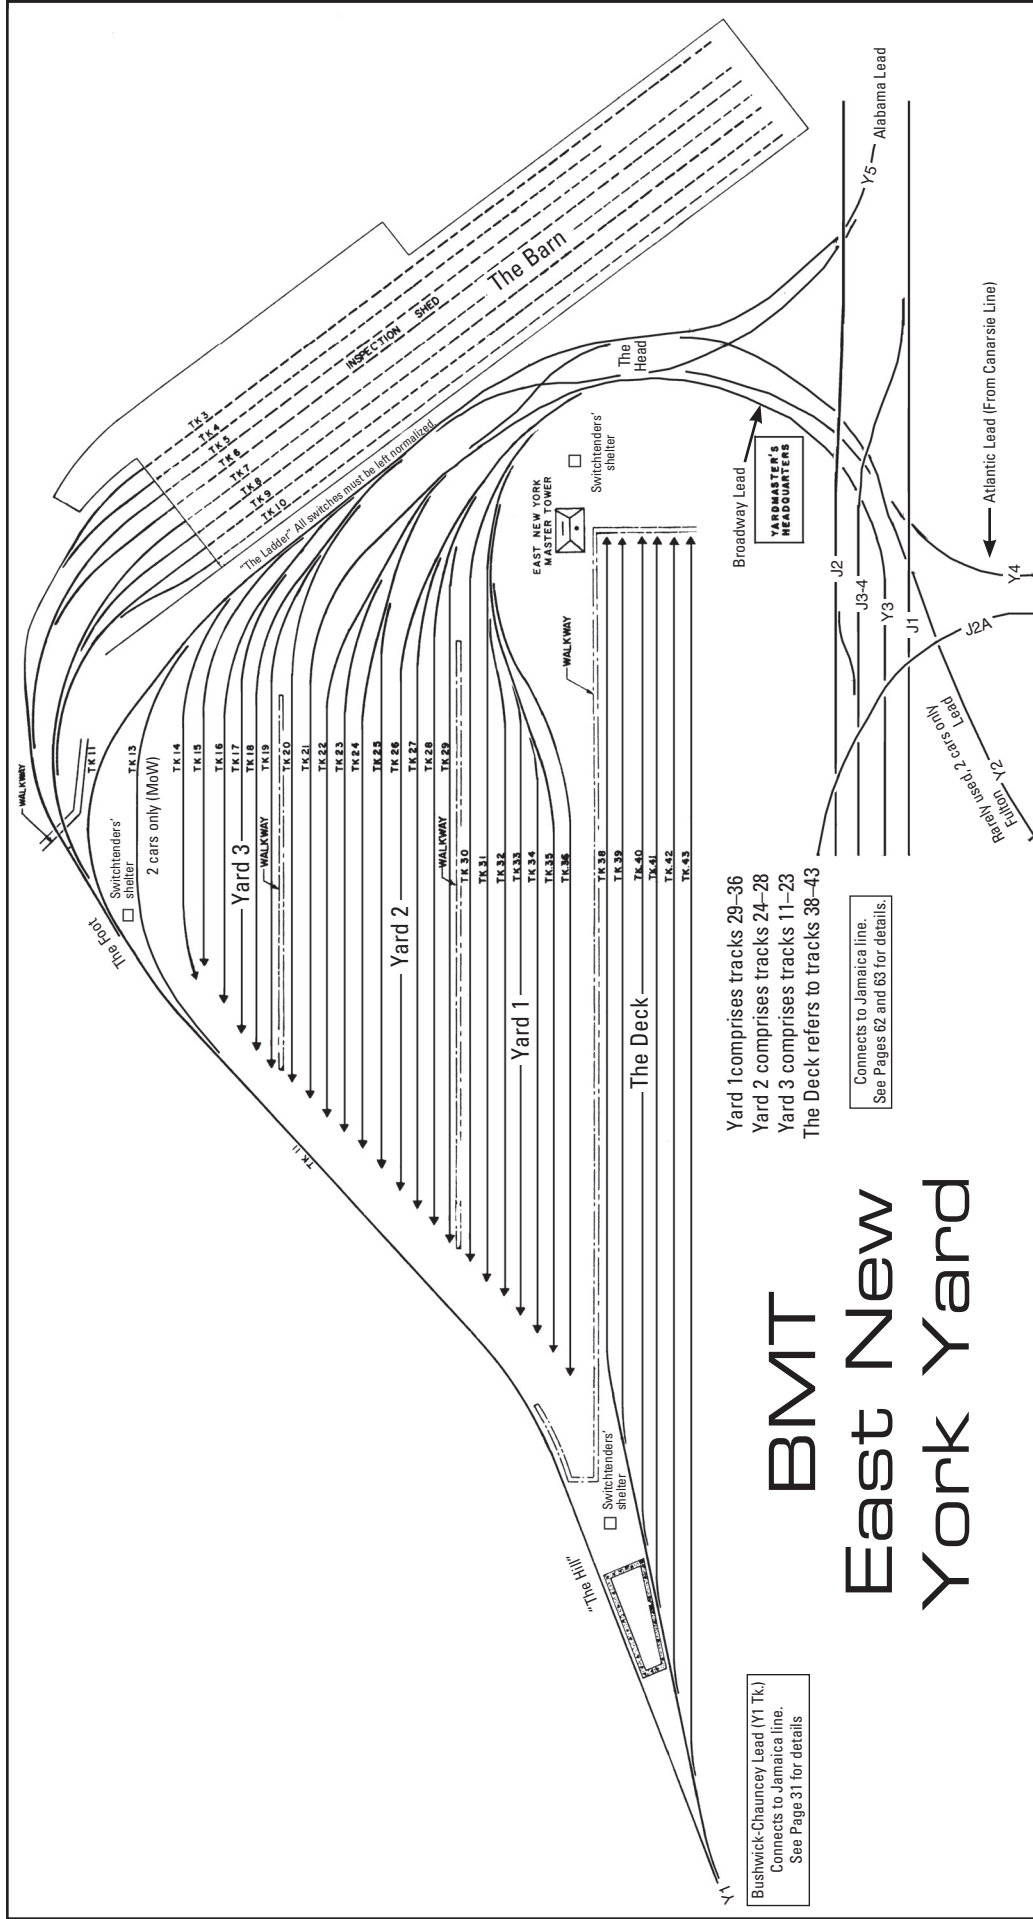 BMT
East New
York Yard
Yard 1comprises tracks 29–36
Yard 2 comprises tracks 24–28
Yard 3 comprises tracks 11–23
The Deck refers to tracks 38–43
Bushwick-Chauncey Lead (Y1 Tk.)
Connects to Jamaica line.
See Page 31 for details
Connects to Jamaica line.
See Pages 62 and 63 for details.
Y1
"The Hill"
Switchtenders'
shelter
TK 11
The Foot
Switchtenders'
shelter
2 cars only (MoW)
WALKWAY
TK 11
TK 13
TK 14
TK 15
TK 16
TK 17
TK 18
TK 19
TK 20
TK 21
TK 22
TK 23
TK 24
TK 25
TK 26
TK 27
TK 28
TK 29
TK 30
TK 31
TK 32
TK 33
TK 34
TK 35
TK 36
TK 38
TK 39
TK 40
TK 41
TK 42
TK 43
Yard 3
WALKWAY
Yard 2
WALKWAY
Yard 1
The Deck
WALKWAY
TK 3
TK 4
TK 5
TK 6
TK 7
TK 8
TK 9
TK 10
"The Ladder" All switches must be left normalized.
INSPECTION SHED
The Barn
EAST NEW YORK
MASTER TOWER
Switchtenders'
shelter
The
Head
Broadway Lead
YARDMASTER'S
HEADQUARTERS
J2
J3-4
Y3
J1
J2A
Y4
Y5
Alabama Lead
Atlantic Lead (From Canarsie Line)
Rarely used, 2 cars only
Fulton Y2 Lead